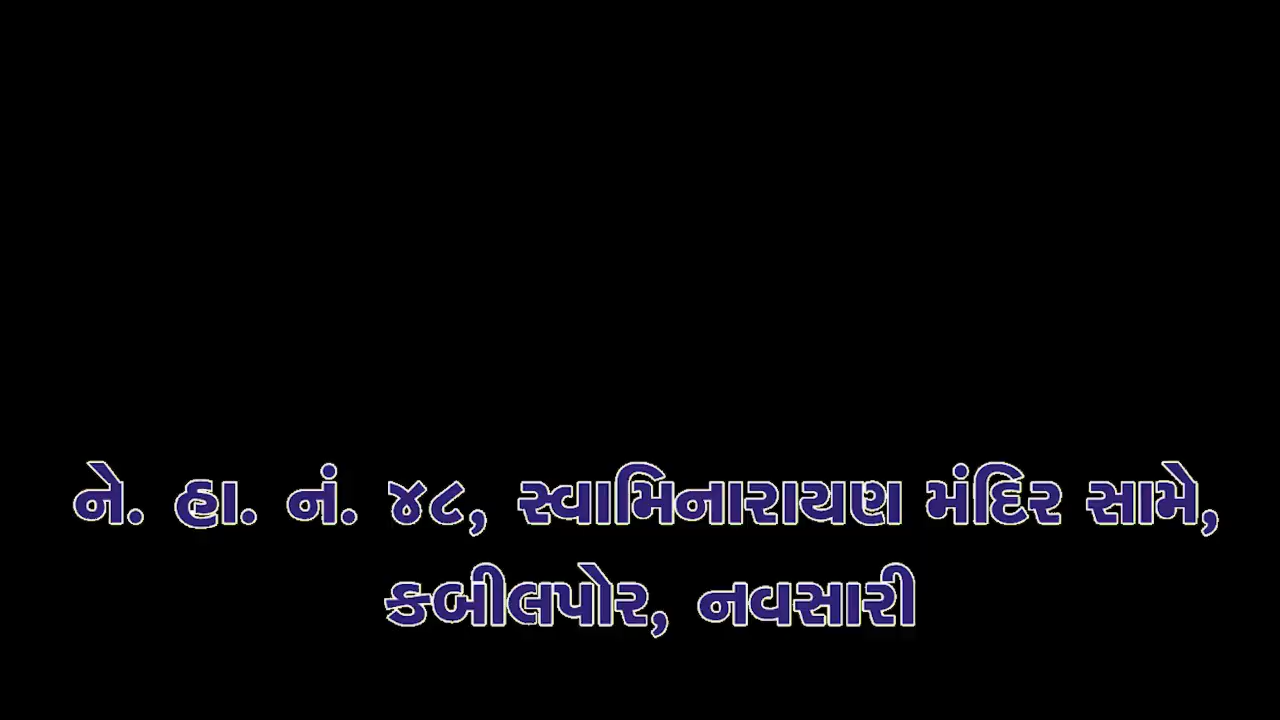 ને. હા. નં. ૪૮, સ્વામિનારાયણ મંદિર સામે,
કબીલપોર, નવસારી